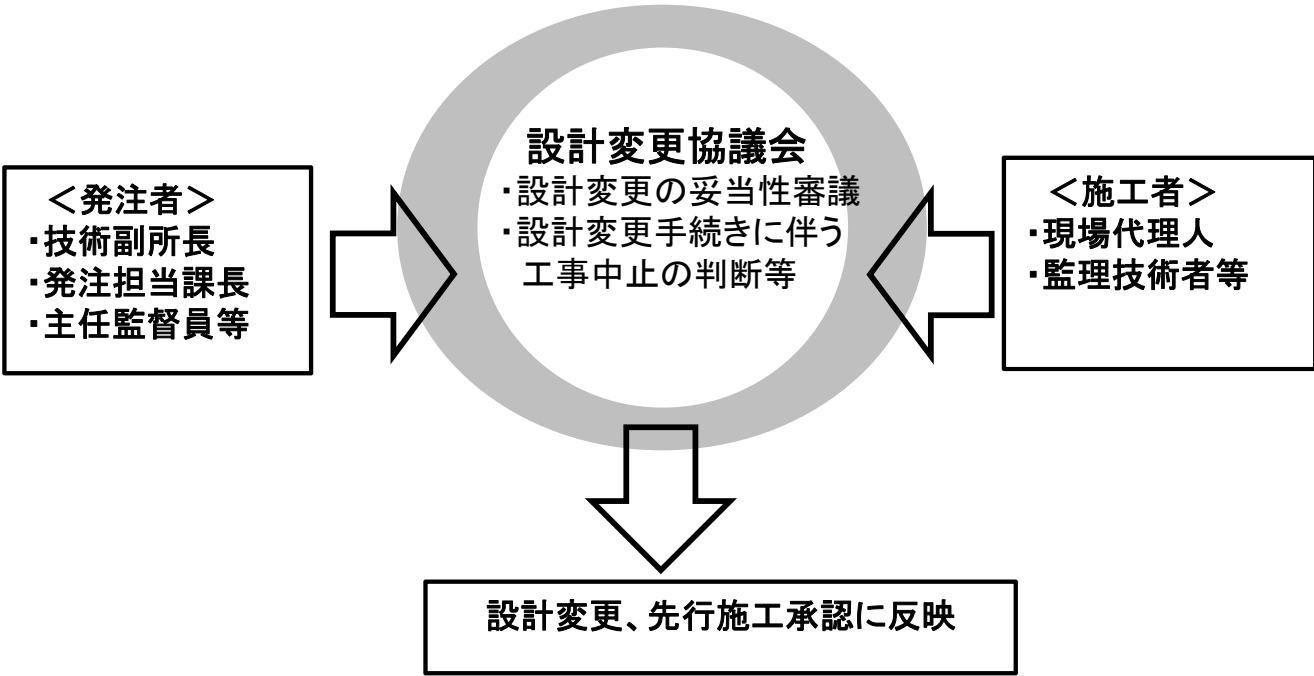 設計変更協議会
・設計変更の妥当性審議
・設計変更手続きに伴う
工事中止の判断等
＜発注者＞
・技術副所長
・発注担当課長
・主任監督員等
＜施工者＞
・現場代理人
・監理技術者等
設計変更、先行施工承認に反映